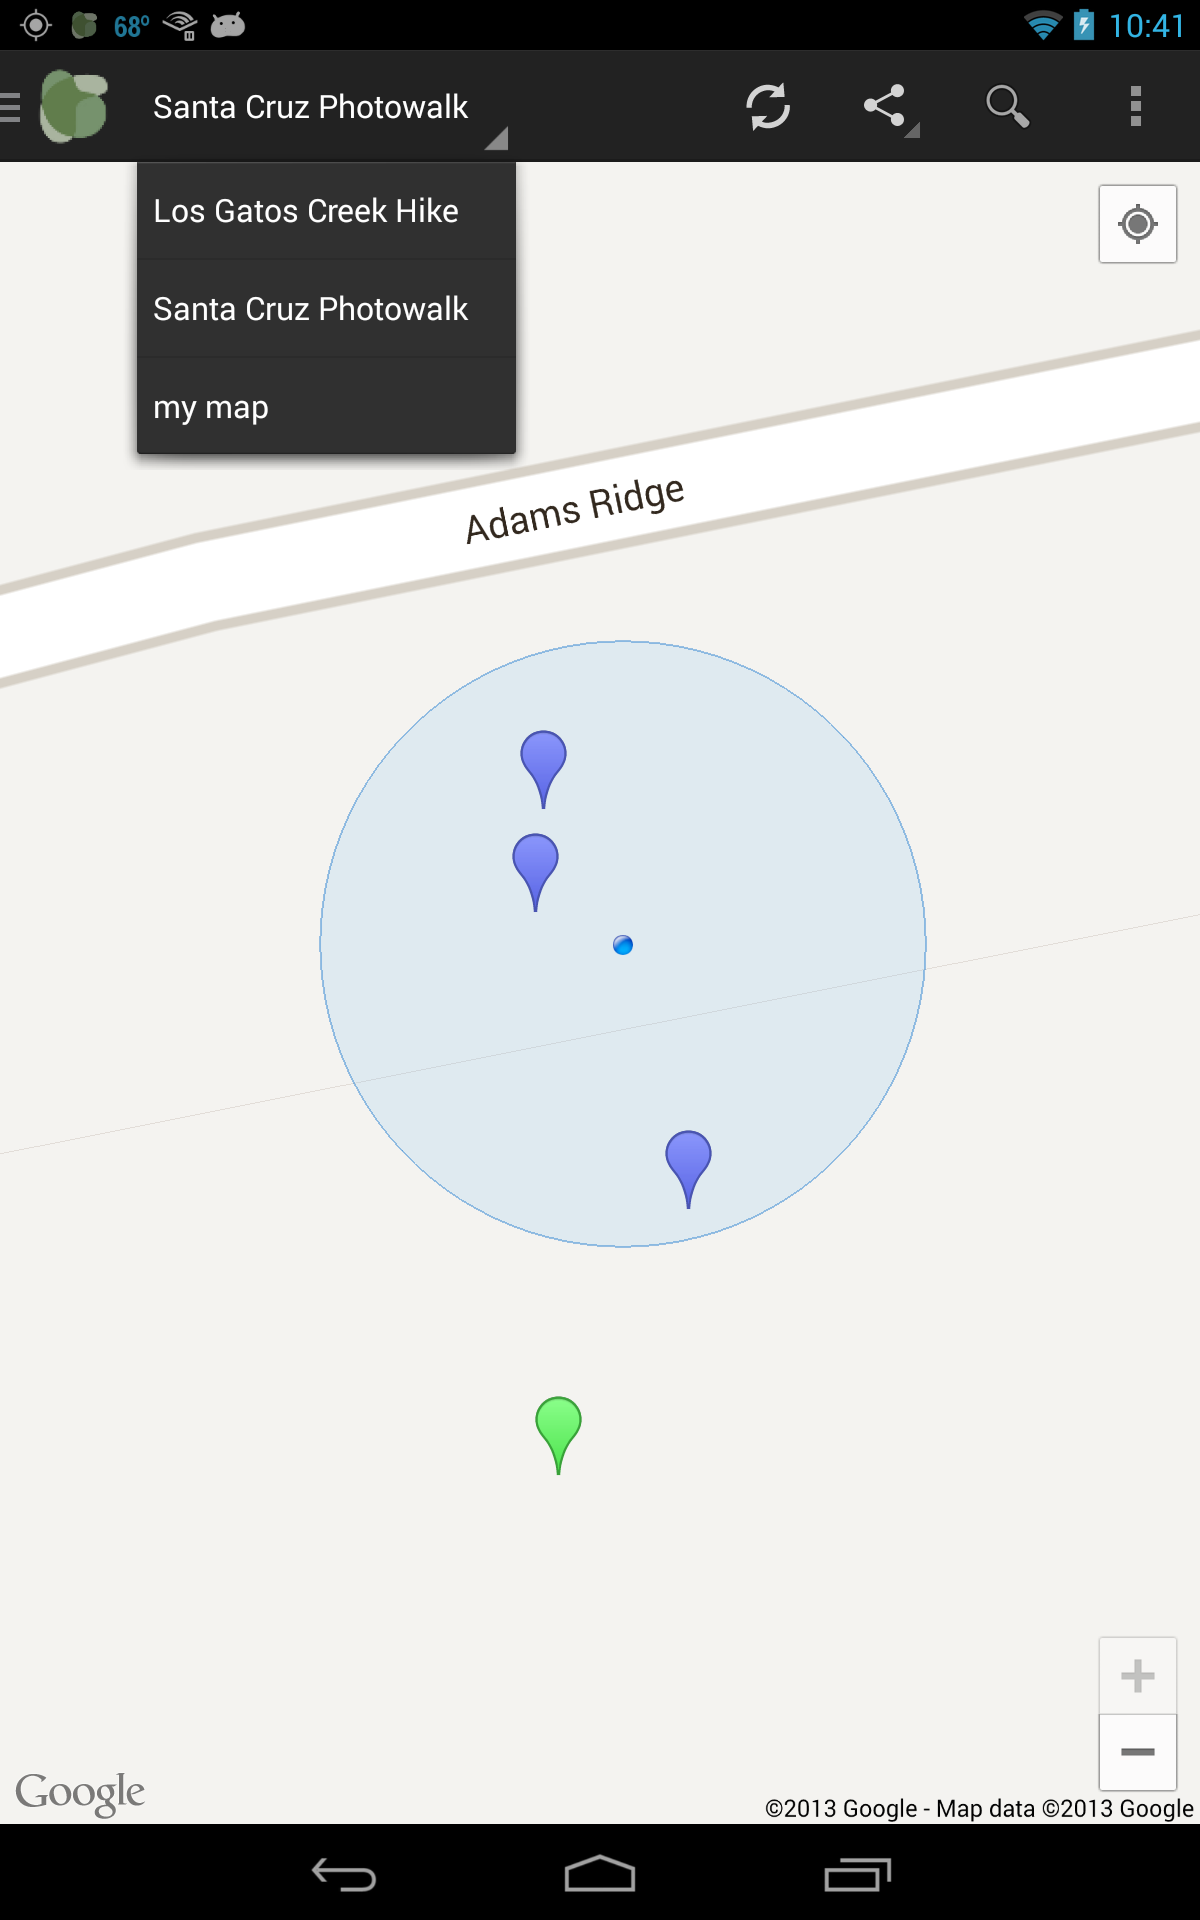 68°
10:41
Santa Cruz Photowalk
Los Gatos Creek Hike
Santa Cruz Photowalk
my map
Adams Ridge
Google
©2013 Google - Map data ©2013 Google